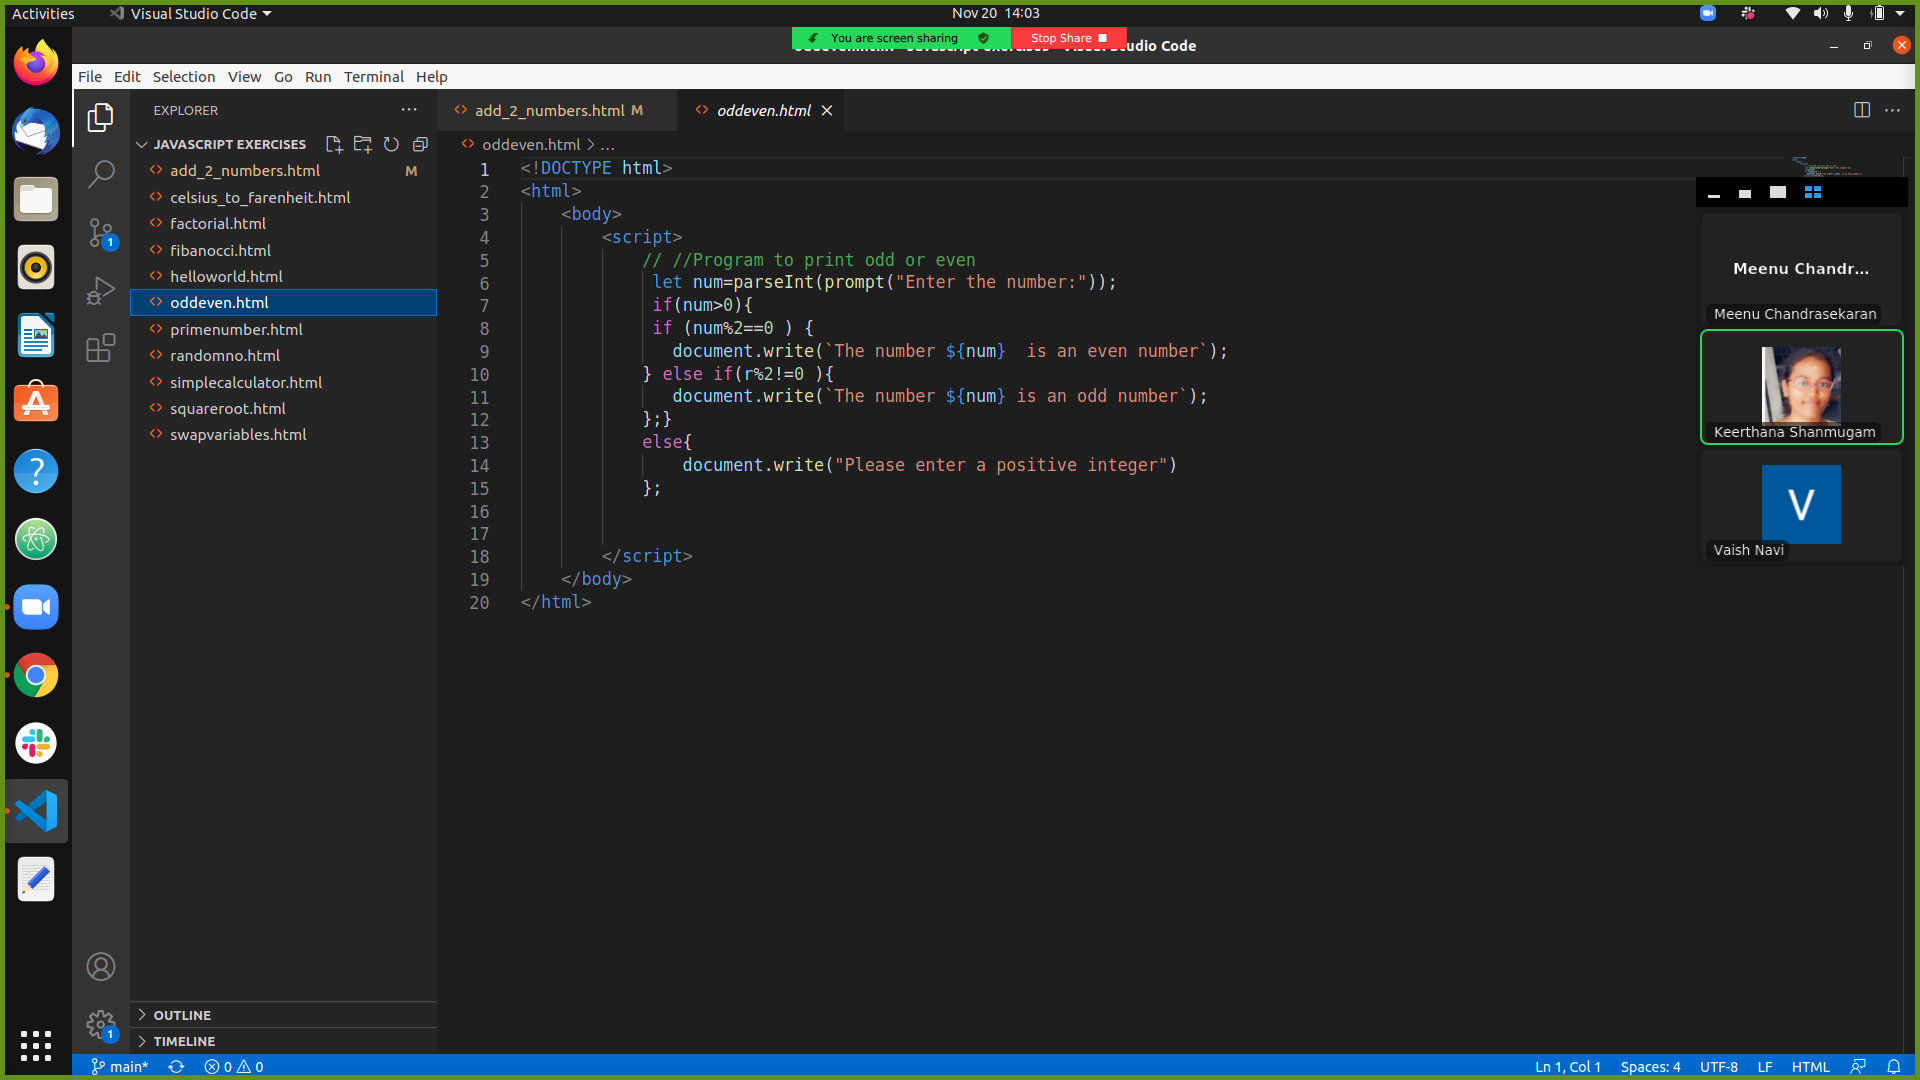 Activities
Visual Studio Code
Nov 20 14:03
You are screen sharing
Stop Share
Studio Code
File Edit Selection View Go Run Terminal Help
EXPLORER
JAVASCRIPT EXERCISES
add_2_numbers.html M
celsius_to_farenheit.html
factorial.html
fibanocci.html
helloworld.html
oddeven.html
primenumber.html
randomno.html
simplecalculator.html
squareroot.html
swapvariables.html
OUTLINE
TIMELINE
add_2_numbers.html M
oddeven.html
oddeven.html > ...
1 <!DOCTYPE html>
2 <html>
3 <body>
4 <script>
5 // //Program to print odd or even
6 let num=parseInt(prompt("Enter the number:"));
7 if(num>0){
8 if (num%2==0 ) {
9 document.write(`The number ${num}  is an even number`);
10 } else if(r%2!=0 ){
11 document.write(`The number ${num} is an odd number`);
12 };}
13 else{
14 document.write("Please enter a positive integer")
15 };
16
17
18 </script>
19 </body>
20 </html>
Meenu Chandr...
Meenu Chandrasekaran
Keerthana Shanmugam
V
Vaish Navi
1
1
main* 0 0
Ln 1, Col 1 Spaces: 4 UTF-8 LF HTML